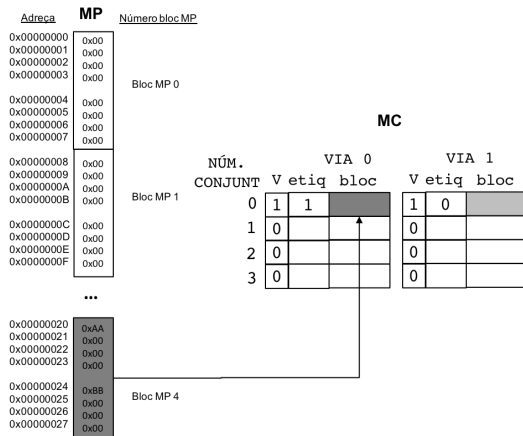 Adreça MP Número bloc MP
0x00000000 0x00
0x00000001 0x00
0x00000002 0x00
0x00000003 0x00
Bloc MP 0
0x00000004 0x00
0x00000005 0x00
0x00000006 0x00
0x00000007 0x00
0x00000008 0x00
0x00000009 0x00
0x0000000A 0x00
0x0000000B 0x00
Bloc MP 1
0x0000000C 0x00
0x0000000D 0x00
0x0000000E 0x00
0x0000000F 0x00
...
0x00000020 0xAA
0x00000021 0x00
0x00000022 0x00
0x00000023 0x00
0x00000024 0xBB
0x00000025 0x00
0x00000026 0x00
0x00000027 0x00
Bloc MP 4
MC
NÚM. VIA 0 VIA 1
CONJUNT V etiq bloc V etiq bloc
0 1 1 1 0
1 0 0
2 0 0
3 0 0